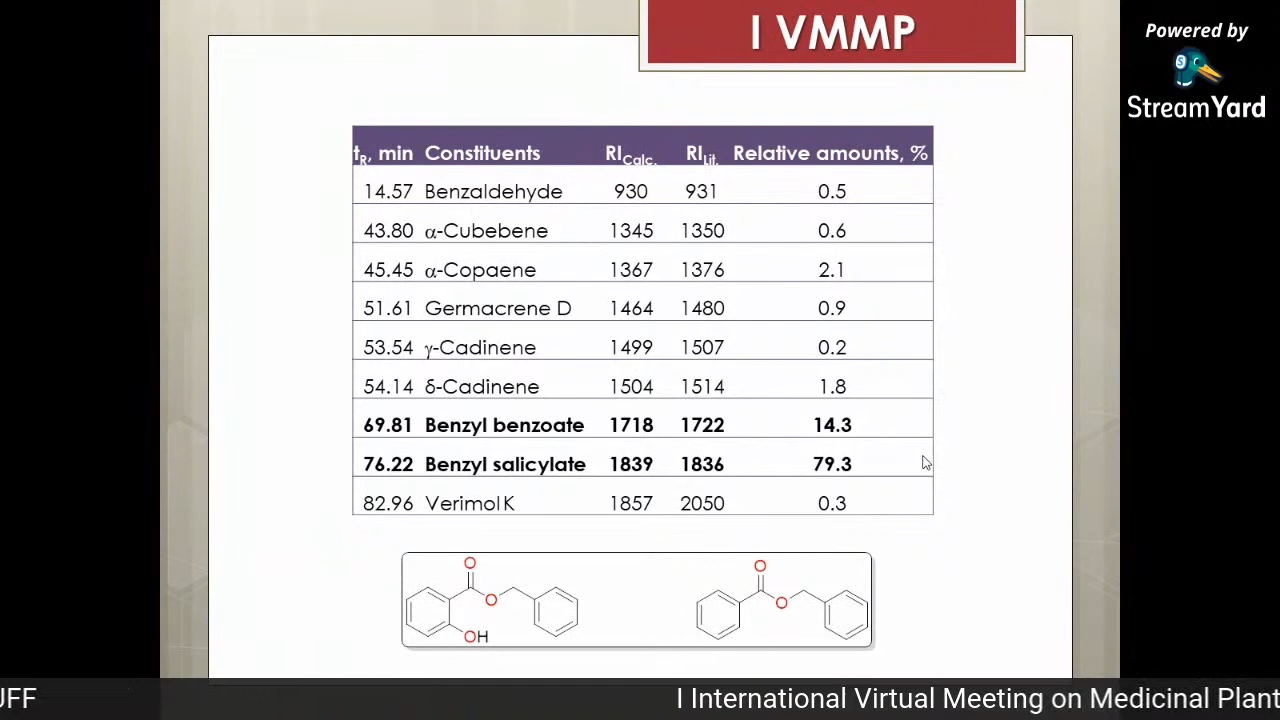 I VMMP
Powered by
StreamYard
tR, min Constituents RICalc. RILit. Relative amounts, %
14.57 Benzaldehyde 930 931 0.5
43.80 α-Cubebene 1345 1350 0.6
45.45 α-Copaene 1367 1376 2.1
51.61 Germacrene D 1464 1480 0.9
53.54 γ-Cadinene 1499 1507 0.2
54.14 δ-Cadinene 1504 1514 1.8
69.81 Benzyl benzoate 1718 1722 14.3
76.22 Benzyl salicylate 1839 1836 79.3
82.96 Verimol K 1857 2050 0.3
O O
O O
OH
I International Virtual Meeting on Medicinal Plant